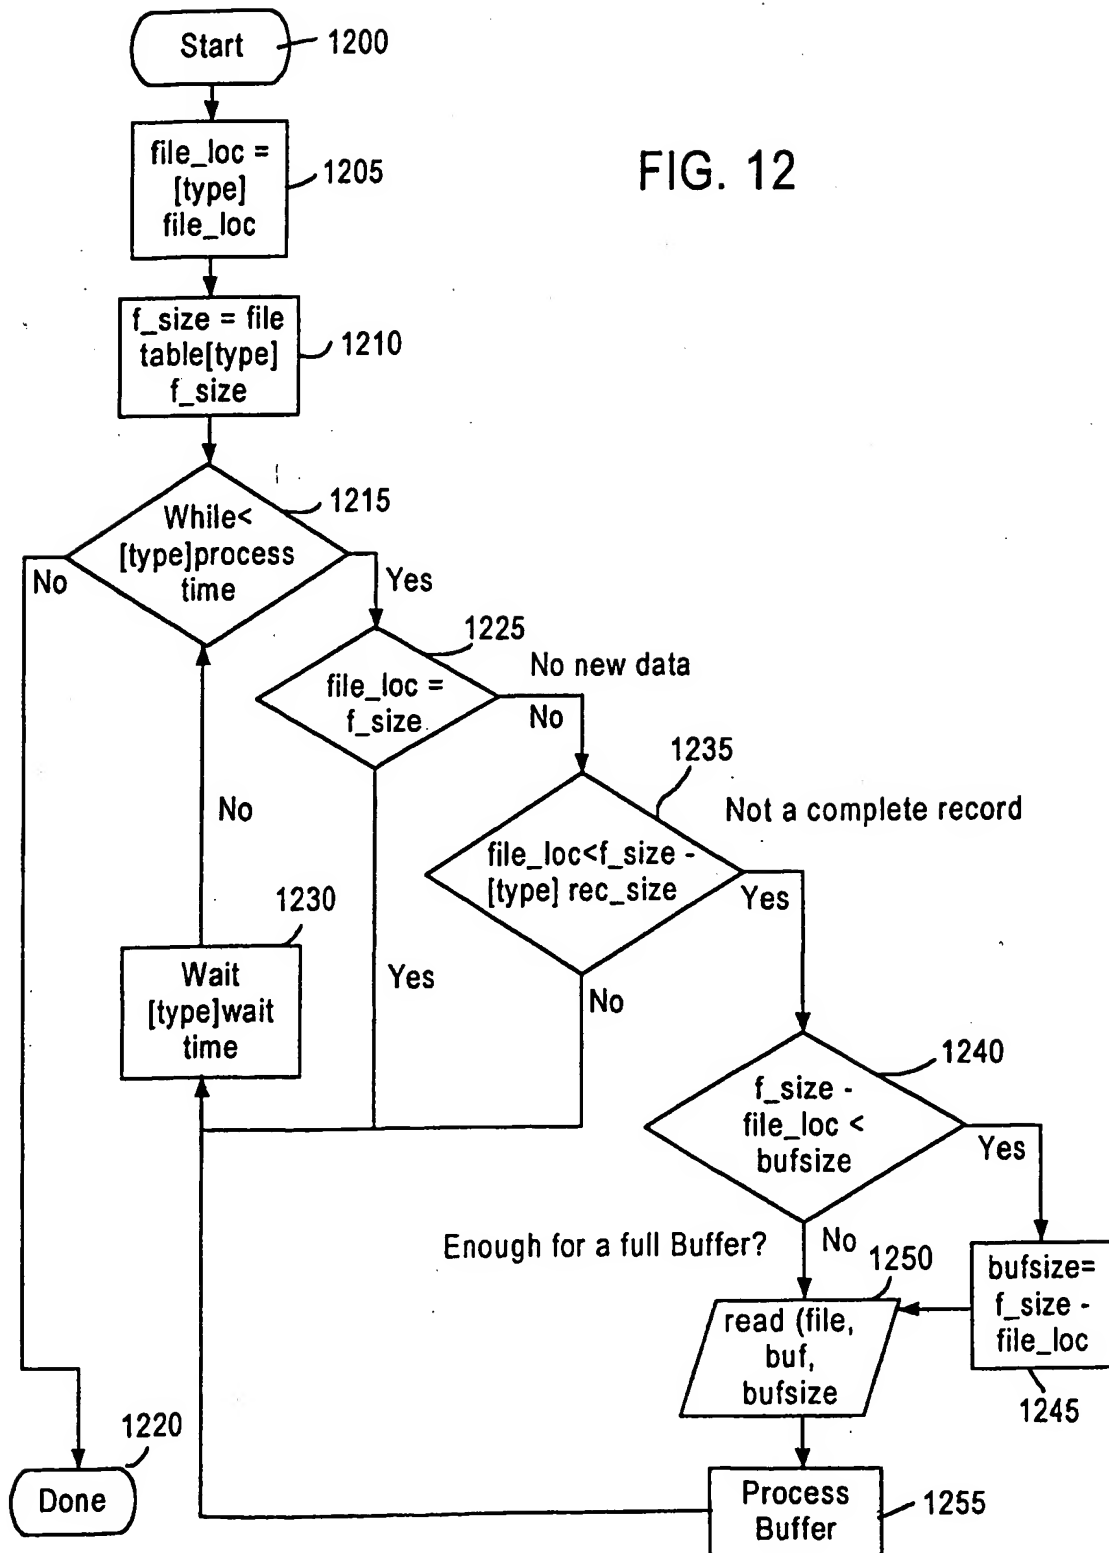 Start
1200
FIG. 12
file_loc =
[type]
file_loc
1205
f_size = file
table[type]
f_size
1210
While<
[type]process
time
1215
No
Yes
file_loc =
f_size
1225
No new data
No
Yes
file_loc<f_size -
[type] rec_size
1235
Not a complete record
Yes
No
No
1230
Wait
[type]wait
time
f_size -
file_loc <
bufsize
1240
Yes
Enough for a full Buffer?
No
1250
read (file,
buf,
bufsize
bufsize=
f_size -
file_loc
1245
Process
Buffer
1255
1220
Done